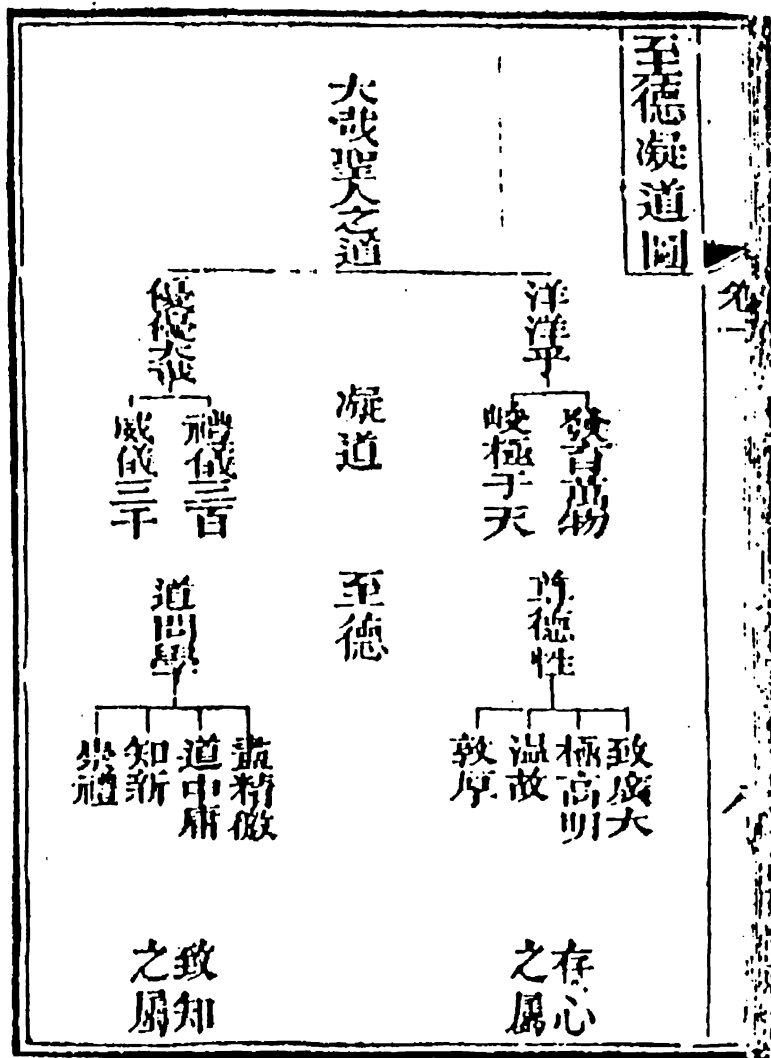 至德凝道圖
大哉聖人之道
洋洋乎
發育萬物
峻極于天
優優大哉
禮儀三百
威儀三千
凝道
至德
尊德性
致廣大
極高明
温故
敦厚
道問學
盡精微
道中庸
知新
崇禮
存心
之屬
致知
之屬